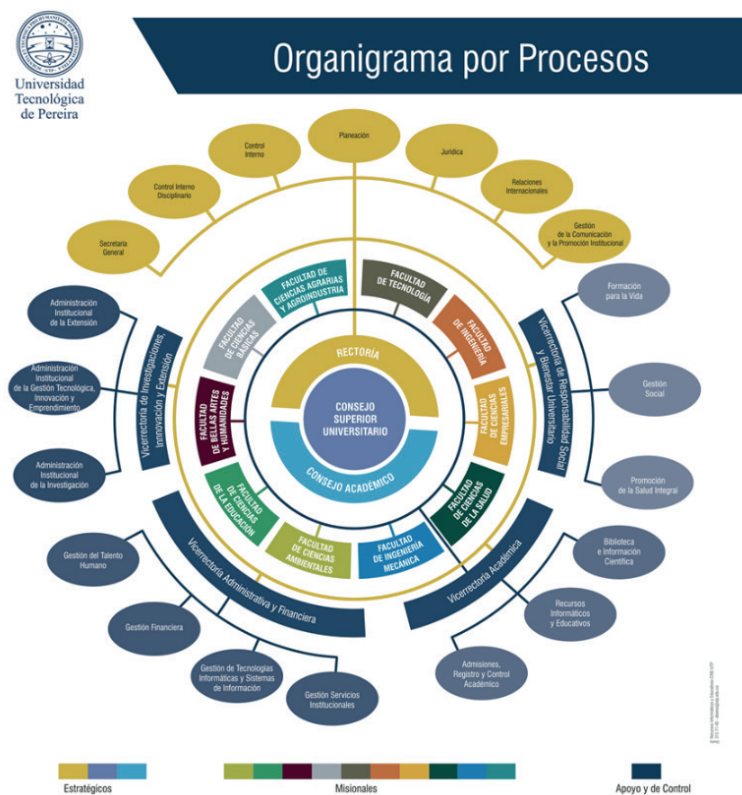 Universidad
Tecnológica
de Pereira
Organigrama por Procesos
Planeación
Control
Interno
Jurídica
Control Interno
Disciplinario
Relaciones
Internacionales
Secretaría
General
Gestión
de la Comunicación
y la Promoción Institucional
FACULTAD DE
CIENCIAS AGRARIAS
Y AGROINDUSTRIA
FACULTAD
DE TECNOLOGÍA
FACULTAD
DE CIENCIAS
BÁSICAS
FACULTAD
DE INGENIERÍA
FACULTAD
DE BELLAS ARTES
Y HUMANIDADES
FACULTAD
DE CIENCIAS
EMPRESARIALES
FACULTAD
DE CIENCIAS
DE LA EDUCACIÓN
FACULTAD
DE CIENCIAS
DE LA SALUD
FACULTAD
DE CIENCIAS
AMBIENTALES
FACULTAD
DE INGENIERÍA
MECÁNICA
RECTORÍA
CONSEJO
SUPERIOR
UNIVERSITARIO
CONSEJO ACADÉMICO
Vicerrectoría de Investigaciones,
Innovación y Extensión
Administración
Institucional
de la Extensión
Administración
Institucional
de la Gestión Tecnológica,
Innovación y
Emprendimiento
Administración
Institucional
de la Investigación
Vicerrectoría de Responsabilidad Social
y Bienestar Universitario
Formación
para la Vida
Gestión
Social
Promoción
de la Salud Integral
Vicerrectoría Administrativa y Financiera
Gestión del Talento
Humano
Gestión Financiera
Gestión de Tecnologías
Informáticas y Sistemas
de Información
Gestión Servicios
Institucionales
Vicerrectoría Académica
Biblioteca
e Información
Científica
Recursos
Informáticos
y Educativos
Admisiones,
Registro y Control
Académico
Estratégicos
Misionales
Apoyo y de Control